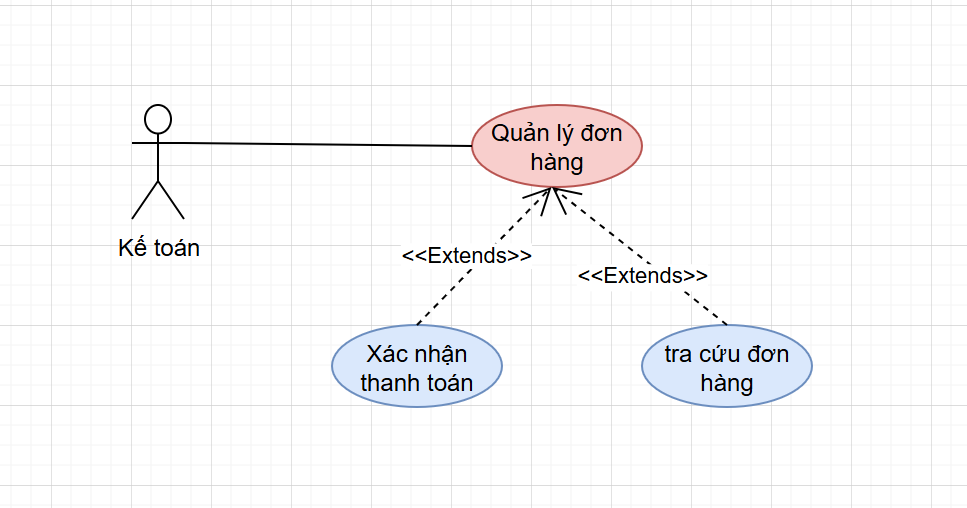 Quản lý đơn
hàng
Kế toán
<<Extends>>
<<Extends>>
Xác nhận
thanh toán
tra cứu đơn
hàng